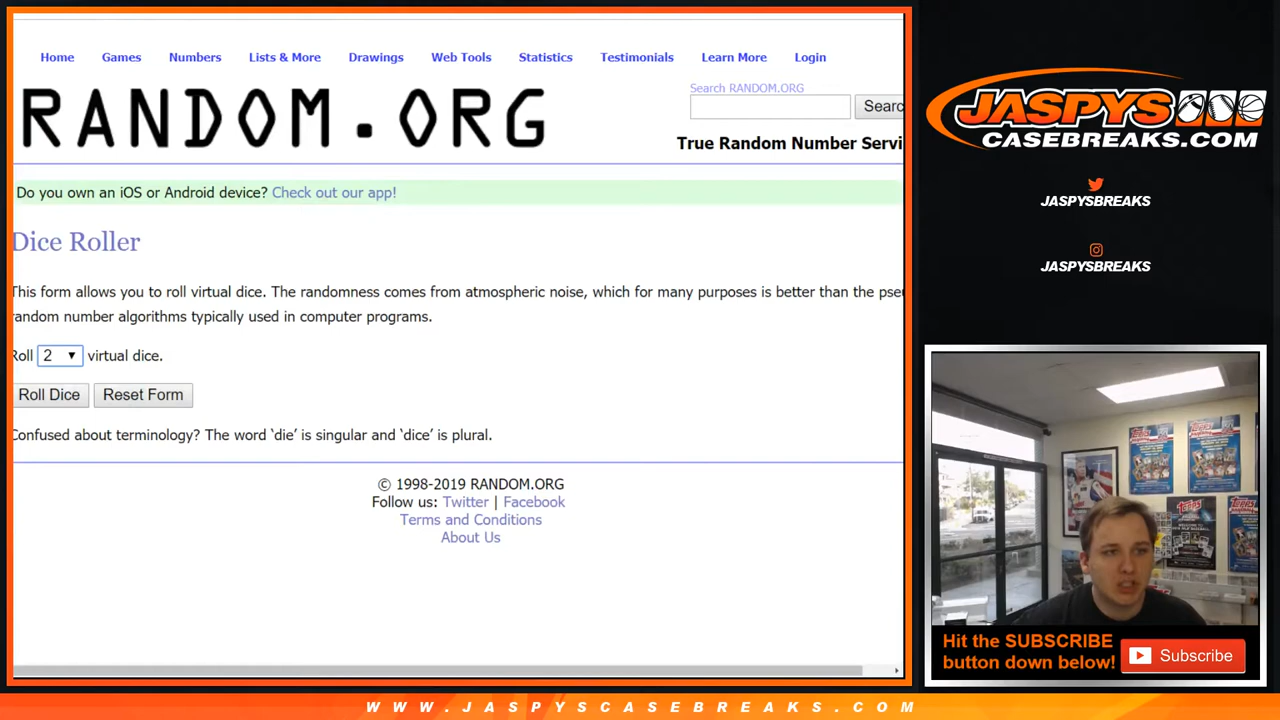 Home Games Numbers Lists & More Drawings Web Tools Statistics Testimonials Learn More Login
RANDOM.ORG
Search RANDOM.ORG
Searc
True Random Number Servi
Do you own an iOS or Android device? Check out our app!
Dice Roller
This form allows you to roll virtual dice. The randomness comes from atmospheric noise, which for many purposes is better than the pseu
random number algorithms typically used in computer programs.
Roll 2 virtual dice.
Roll Dice Reset Form
Confused about terminology? The word ‘die’ is singular and ‘dice’ is plural.
© 1998-2019 RANDOM.ORG
Follow us: Twitter | Facebook
Terms and Conditions
About Us
JASPYS
CASEBREAKS.COM
JASPYSBREAKS
JASPYSBREAKS
Topps
Hit the SUBSCRIBE
button down below!
Subscribe
WWW.JASPYSCASEBREAKS.COM